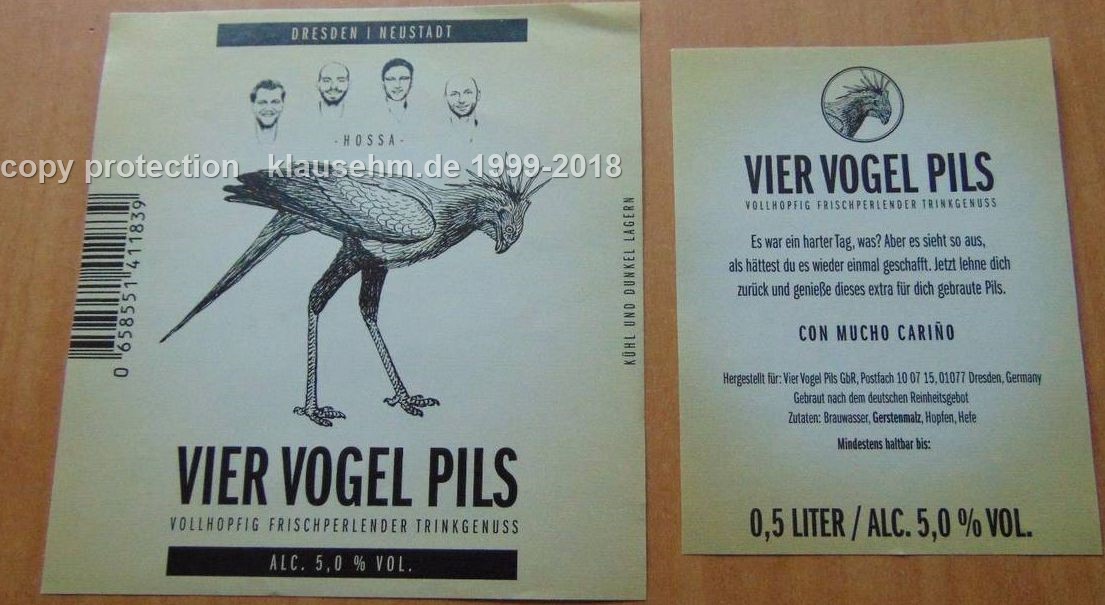 DRESDEN | NEUSTADT
- HOSSA -
copy protection klausehm.de 1999-2018
0 658551 411839
KÜHL UND DUNKEL LAGERN
VIER VOGEL PILS
VOLLHOPFIG FRISCHPERLENDER TRINKGENUSS
ALC. 5,0 % VOL.
VIER VOGEL PILS
VOLLHOPFIG FRISCHPERLENDER TRINKGENUSS
Es war ein harter Tag, was? Aber es sieht so aus,
als hättest du es wieder einmal geschafft. Jetzt lehne dich
zurück und genieße dieses extra für dich gebraute Pils.
CON MUCHO CARIÑO
Hergestellt für: Vier Vogel Pils GbR, Postfach 10 07 15, 01077 Dresden, Germany
Gebraut nach dem deutschen Reinheitsgebot
Zutaten: Brauwasser, Gerstenmalz, Hopfen, Hefe
Mindestens haltbar bis:
0,5 LITER / ALC. 5,0 % VOL.